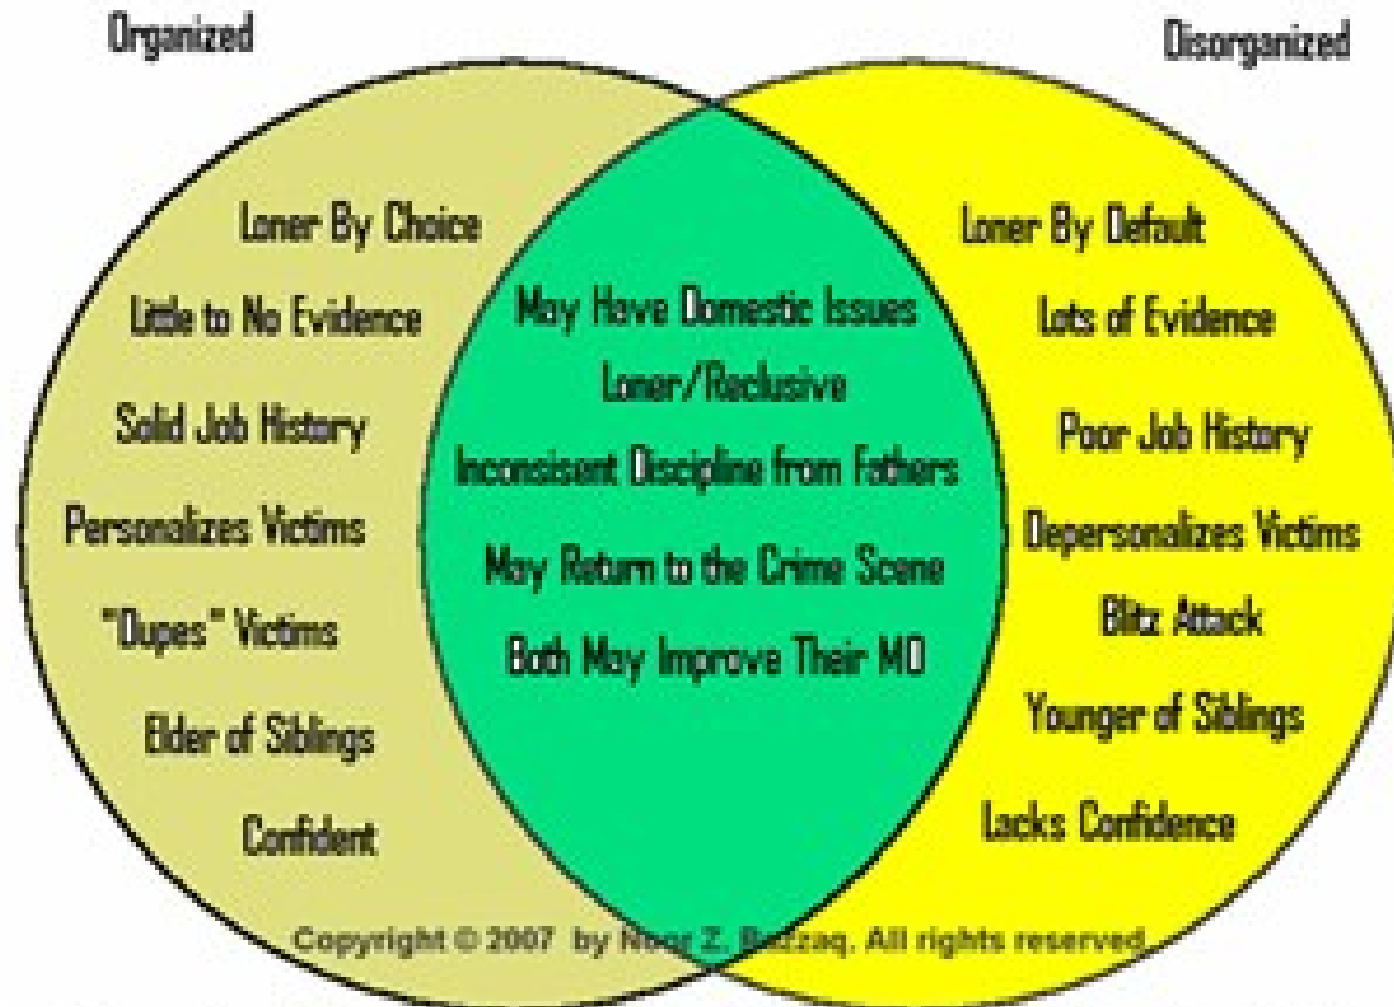 Organized
Disorganized
Loner By Choice
Little to No Evidence
Solid Job History
Personalizes Victims
"Dupes" Victims
Elder of Siblings
Confident
May Have Domestic Issues
Loner/Reclusive
Inconsisent Discipline from Fathers
May Return to the Crime Scene
Both May Improve Their MO
Loner By Default
Lots of Evidence
Poor Job History
Depersonalizes Victims
Blitz Attack
Younger of Siblings
Lacks Confidence
Copyright © 2007 by Noor Z. Razzaq. All rights reserved.